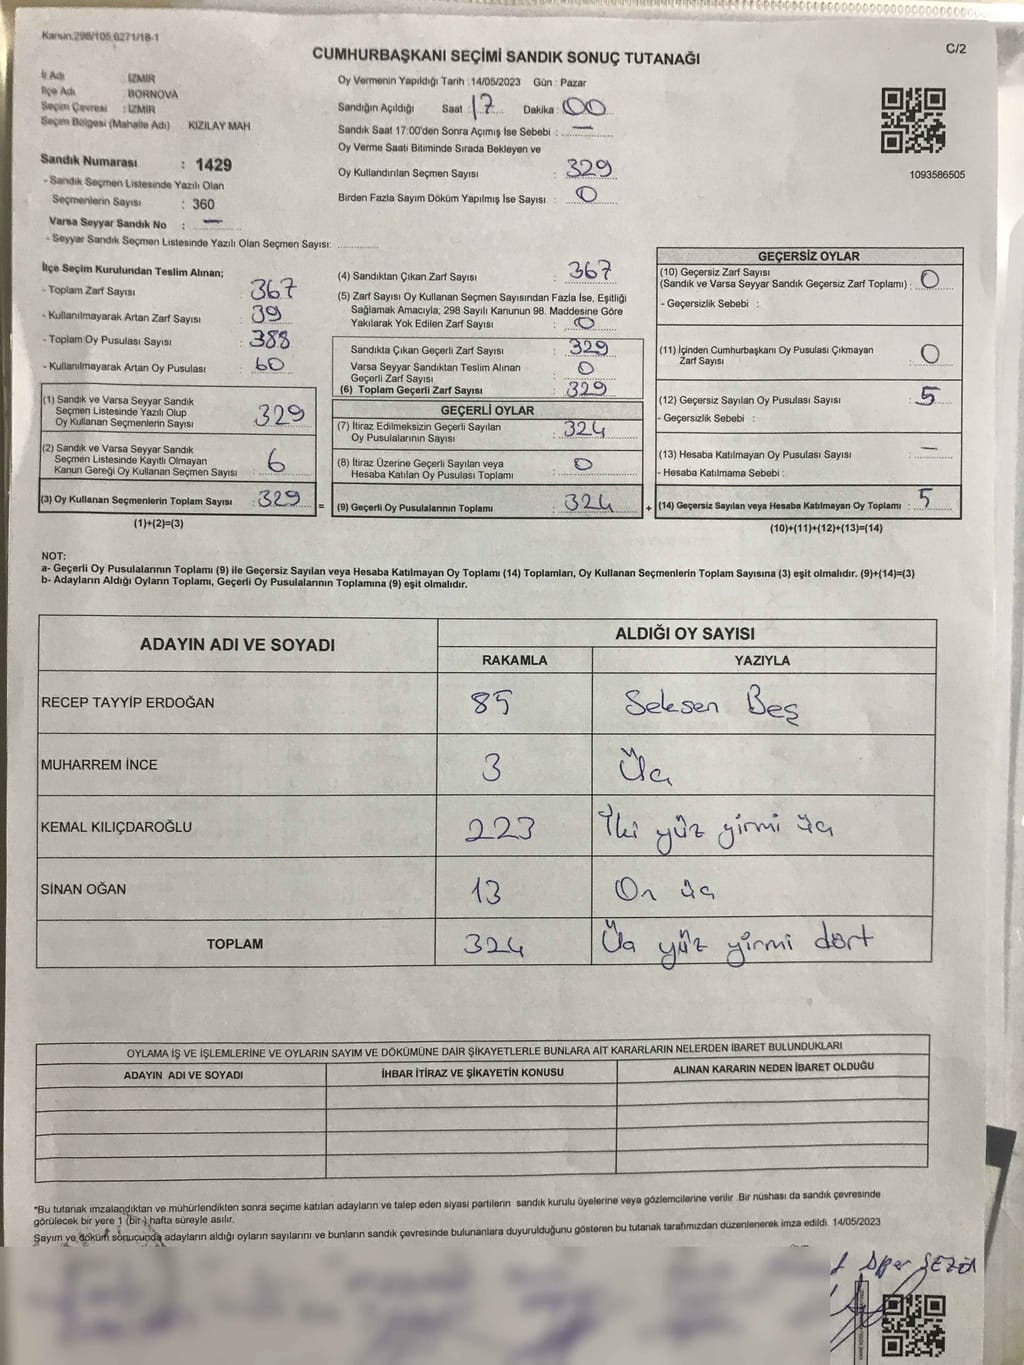 Kanun:298/105,6271/18-1
C/2
CUMHURBAŞKANI SEÇİMİ SANDIK SONUÇ TUTANAĞI
İl Adı İZMİR
İlçe Adı BORNOVA
Seçim Çevresi : İZMİR
Seçim Bölgesi (Mahalle Adı) KIZILAY MAH
Sandık Numarası : 1429
- Sandık Seçmen Listesinde Yazılı Olan
Seçmenlerin Sayısı : 360
Varsa Seyyar Sandık No : —
- Seyyar Sandık Seçmen Listesinde Yazılı Olan Seçmen Sayısı:
Oy Vermenin Yapıldığı Tarih :14/05/2023 Gün : Pazar
Sandığın Açıldığı Saat : 17 Dakika : 00
Sandık Saat 17:00'den Sonra Açımış İse Sebebi : —
Oy Verme Saati Bitiminde Sırada Bekleyen ve
Oy Kullandırılan Seçmen Sayısı : 329
Birden Fazla Sayım Döküm Yapılmış İse Sayısı : 0
1093586505
İlçe Seçim Kurulundan Teslim Alınan;
- Toplam Zarf Sayısı : 367
- Kullanılmayarak Artan Zarf Sayısı : 39
- Toplam Oy Pusulası Sayısı : 388
- Kullanılmayarak Artan Oy Pusulası : 60
(1) Sandık ve Varsa Seyyar Sandık
Seçmen Listesinde Yazılı Olup
Oy Kullanan Seçmenlerin Sayısı 329
(2) Sandık ve Varsa Seyyar Sandık
Seçmen Listesinde Kayıtlı Olmayan
Kanun Gereği Oy Kullanan Seçmen Sayısı : 6
(3) Oy Kullanan Seçmenlerin Toplam Sayısı : 329
(1)+(2)=(3)
(4) Sandıktan Çıkan Zarf Sayısı : 367
(5) Zarf Sayısı Oy Kullanan Seçmen Sayısından Fazla İse, Eşitliği
Sağlamak Amacıyla; 298 Sayılı Kanunun 98. Maddesine Göre
Yakılarak Yok Edilen Zarf Sayısı : 0
Sandıkta Çıkan Geçerli Zarf Sayısı : 329
Varsa Seyyar Sandıktan Teslim Alınan
Geçerli Zarf Sayısı : 0
(6) Toplam Geçerli Zarf Sayısı : 329
GEÇERLİ OYLAR
(7) İtiraz Edilmeksizin Geçerli Sayılan
Oy Pusulalarının Sayısı : 324
(8) İtiraz Üzerine Geçerli Sayılan veya
Hesaba Katılan Oy Pusulası Toplamı : 0
= (9) Geçerli Oy Pusulalarının Toplamı : 324
GEÇERSİZ OYLAR
(10) Geçersiz Zarf Sayısı
(Sandık ve Varsa Seyyar Sandık Geçersiz Zarf Toplamı) : 0
- Geçersizlik Sebebi :
(11) İçinden Cumhurbaşkanı Oy Pusulası Çıkmayan
Zarf Sayısı : 0
(12) Geçersiz Sayılan Oy Pusulası Sayısı : 5
- Geçersizlik Sebebi :
(13) Hesaba Katılmayan Oy Pusulası Sayısı : —
- Hesaba Katılmama Sebebi :
+ (14) Geçersiz Sayılan veya Hesaba Katılmayan Oy Toplamı : 5
(10)+(11)+(12)+(13)=(14)
NOT:
a- Geçerli Oy Pusulalarının Toplamı (9) ile Geçersiz Sayılan veya Hesaba Katılmayan Oy Toplamı (14) Toplamları, Oy Kullanan Seçmenlerin Toplam Sayısına (3) eşit olmalıdır. (9)+(14)=(3)
b- Adayların Aldığı Oyların Toplamı, Geçerli Oy Pusulalarının Toplamına (9) eşit olmalıdır.
ADAYIN ADI VE SOYADI ALDIĞI OY SAYISI
RAKAMLA YAZIYLA
RECEP TAYYİP ERDOĞAN 85 Seksen Beş
MUHARREM İNCE 3 Üç
KEMAL KILIÇDAROĞLU 223 İki yüz yirmi üç
SİNAN OĞAN 13 On üç
TOPLAM 324 Üç yüz yirmi dört
OYLAMA İŞ VE İŞLEMLERİNE VE OYLARIN SAYIM VE DÖKÜMÜNE DAİR ŞİKAYETLERLE BUNLARA AİT KARARLARIN NELERDEN İBARET BULUNDUKLARI
ADAYIN ADI VE SOYADI İHBAR İTİRAZ VE ŞİKAYETİN KONUSU ALINAN KARARIN NEDEN İBARET OLDUĞU
*Bu tutanak imzalandıktan ve mühürlendikten sonra seçime katılan adayların ve talep eden siyasi partilerin sandık kurulu üyelerine veya gözlemcilerine verilir .Bir nüshası da sandık çevresinde
görülecek bir yere 1 (bir ) hafta süreyle asılır.
Sayım ve döküm sonucunda adayların aldığı oyların sayılarını ve bunların sandık çevresinde bulunanlara duyurulduğunu gösteren bu tutanak tarafımızdan düzenlenerek imza edildi. 14/05/2023